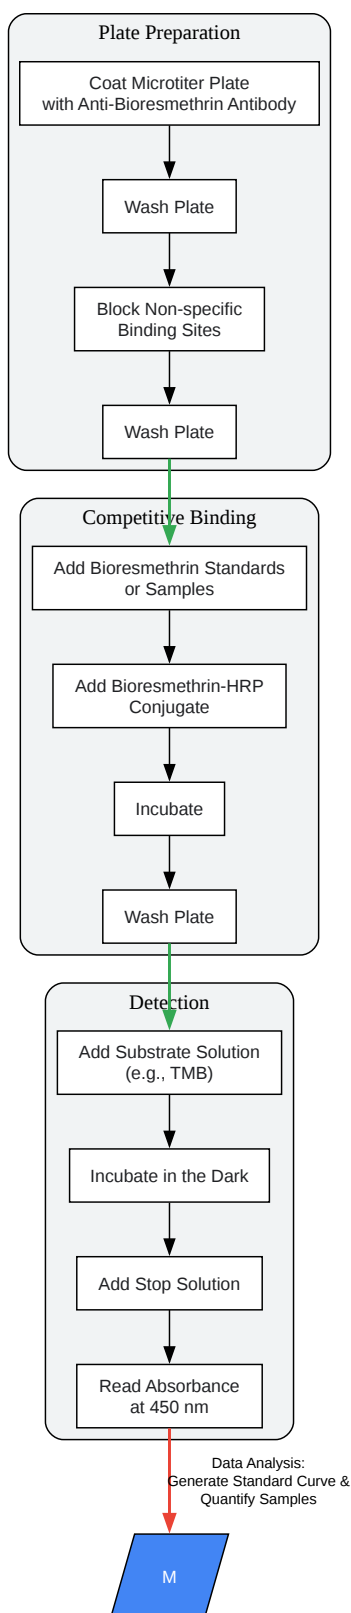 Plate Preparation
Coat Microtiter Plate
with Anti-Bioresmethrin Antibody
Wash Plate
Block Non-specific
Binding Sites
Wash Plate
Competitive Binding
Add Bioresmethrin Standards
or Samples
Add Bioresmethrin-HRP
Conjugate
Incubate
Wash Plate
Detection
Add Substrate Solution
(e.g., TMB)
Incubate in the Dark
Add Stop Solution
Read Absorbance
at 450 nm
Data Analysis:
Generate Standard Curve &
Quantify Samples
M